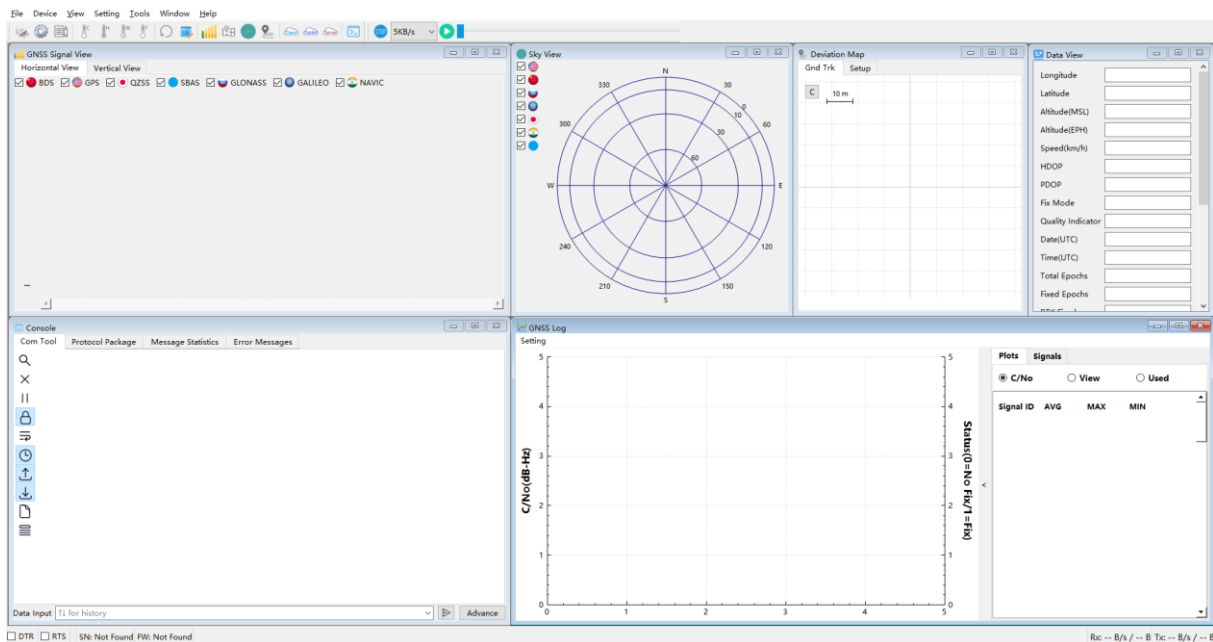 File Device View Setting Tools Window Help
5KB/s
GNSS Signal View
Horizontal View Vertical View
BDS GPS QZSS SBAS GLONASS GALILEO NAVIC
...
Sky View
N
330 30
0
10
300 60
30
60
W E
240 120
210 150
S
Deviation Map
Gnd Trk Setup
C 10 m
Data View
Longitude
Latitude
Altitude(MSL)
Altitude(EPH)
Speed(km/h)
HDOP
PDOP
Fix Mode
Quality Indicator
Date(UTC)
Time(UTC)
Total Epochs
Fixed Epochs
Console
Com Tool Protocol Package Message Statistics Error Messages
Data Input ↑↓ for history Advance
GNSS Log
Setting
5 5
4 4
3 3
2 2
1 1
0 0
0 1 2 3 4 5
C/No(dB-Hz)
Status(0=No Fix/1=Fix)
<
Plots Signals
C/No View Used
Signal ID AVG MAX MIN
DTR RTS SN: Not Found FW: Not Found
Rx: -- B/s / -- B Tx: -- B/s / --